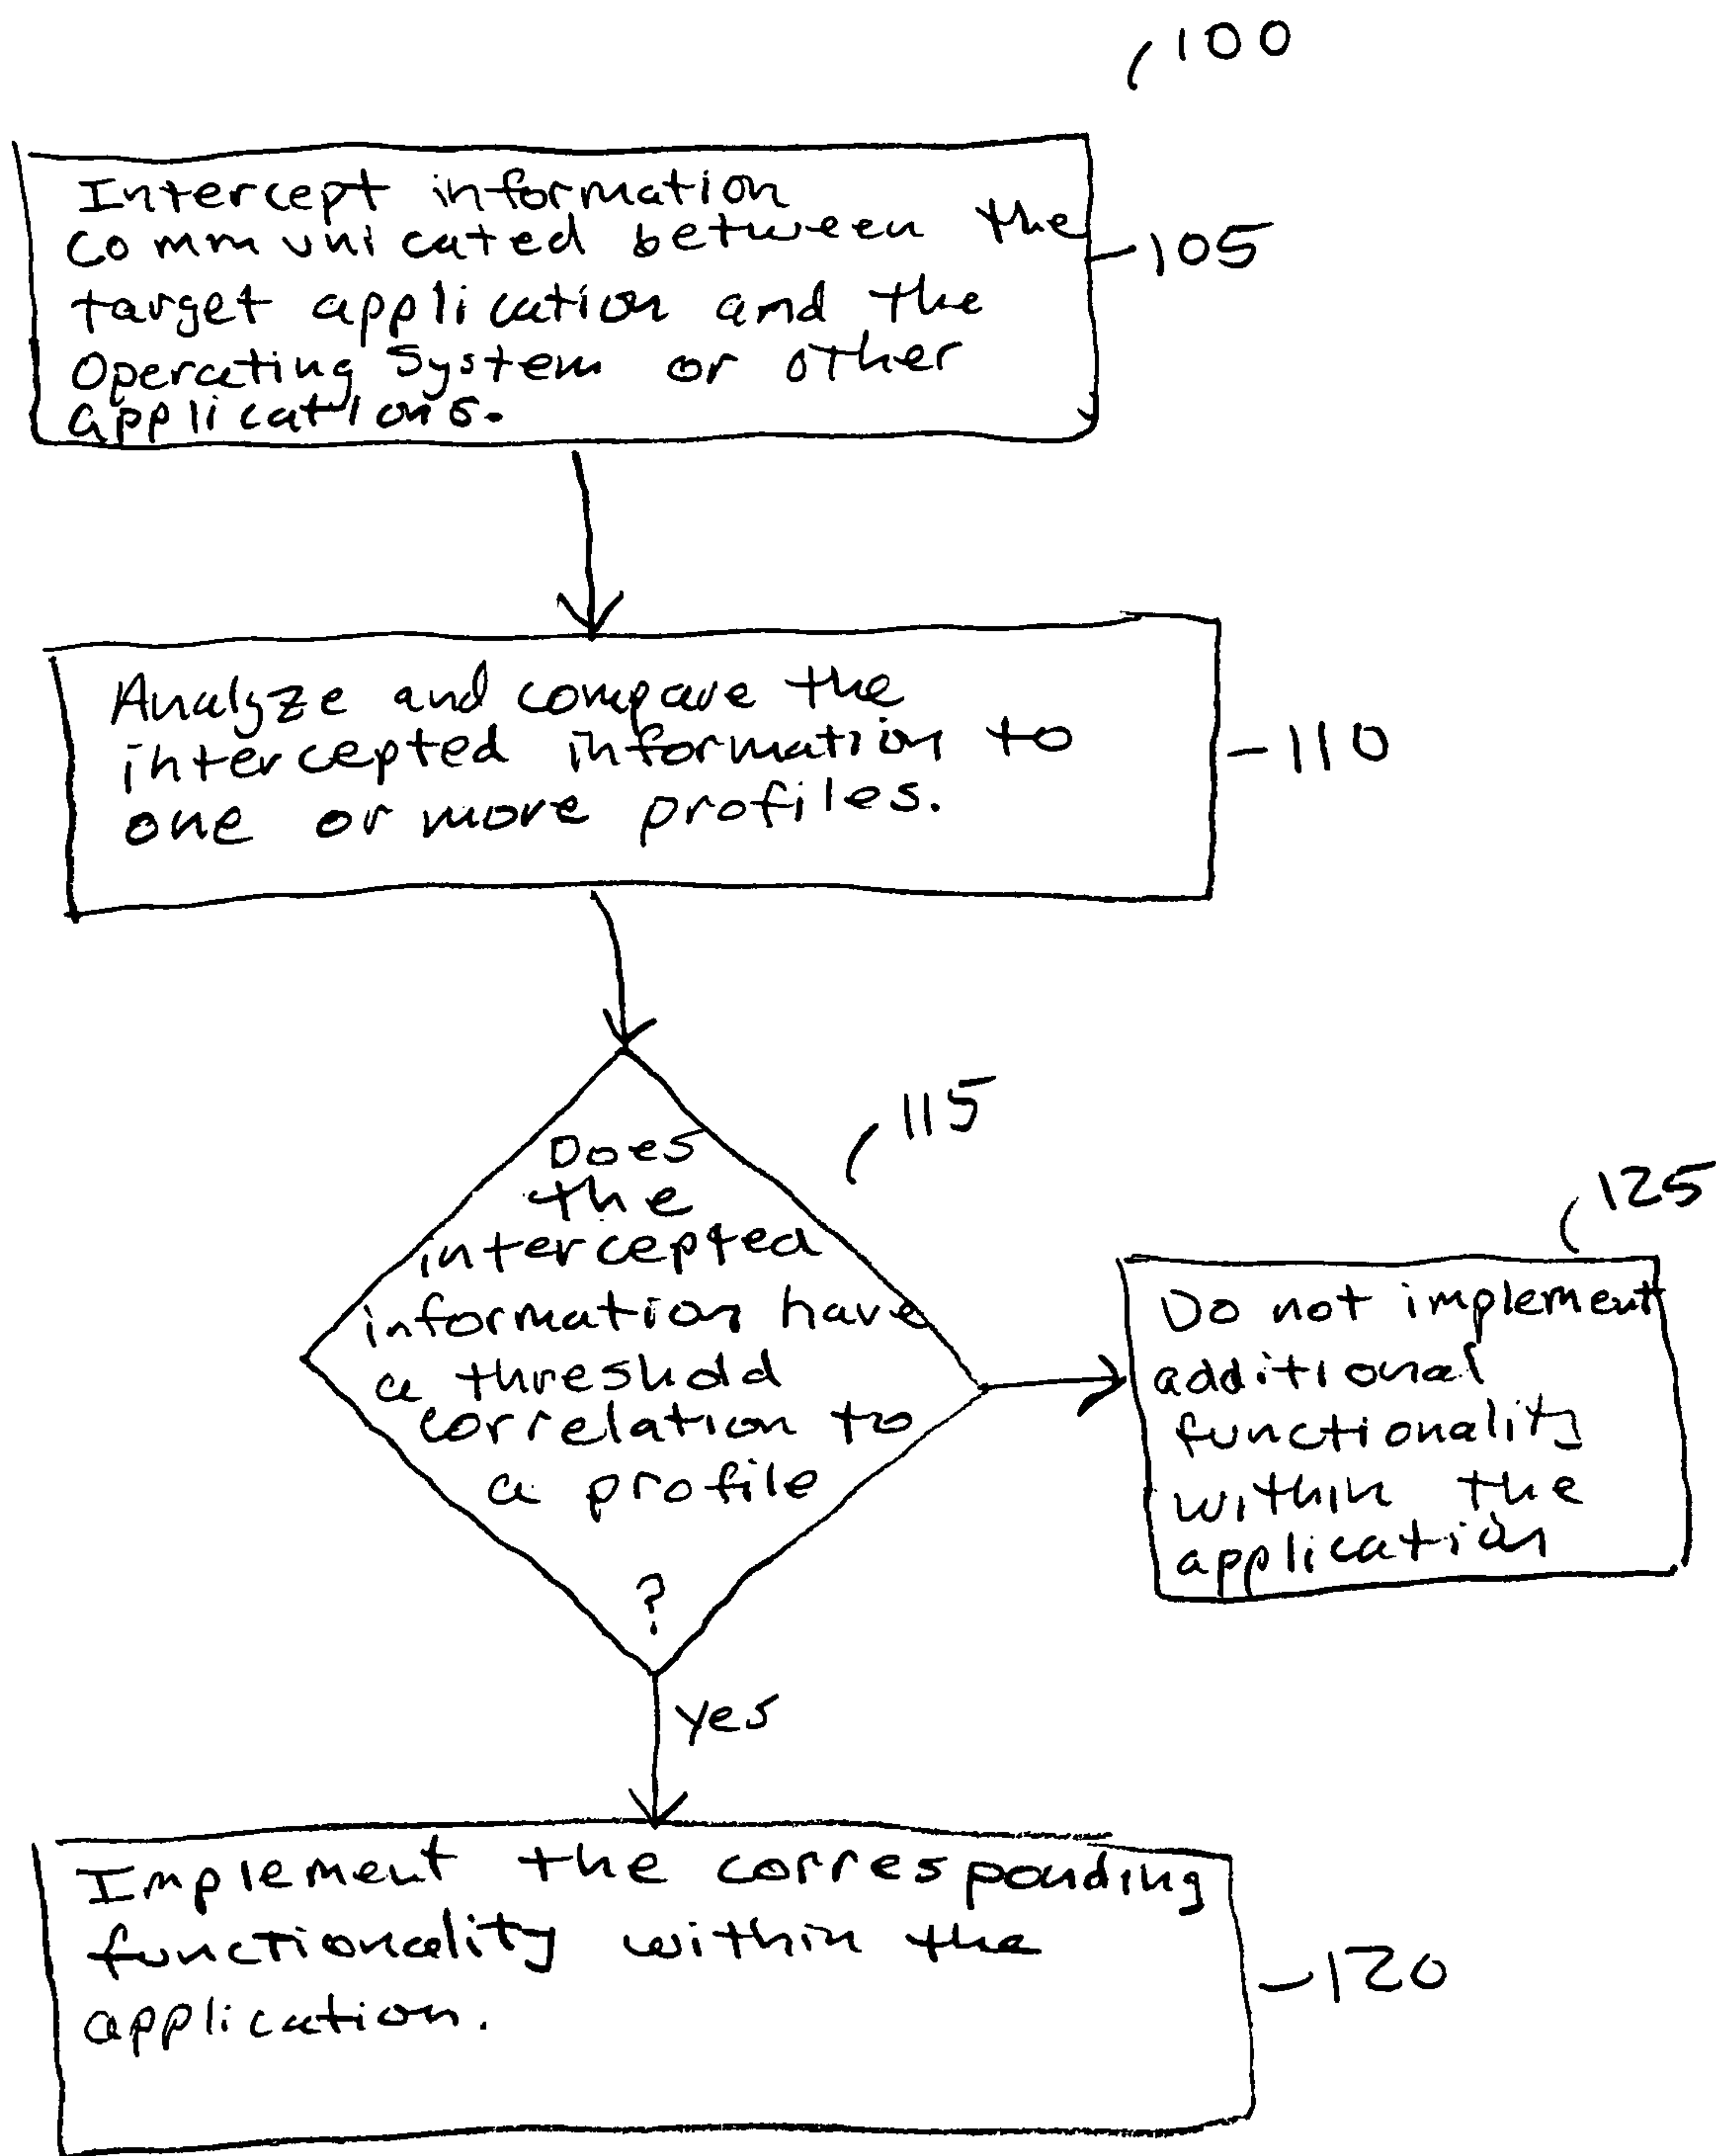 100
Intercept information
communicated between the
target application and the
Operating System or other
applications.
105
Analyze and compare the
intercepted information to
one or more profiles.
110
115
Does
the
intercepted
information have
a threshold
correlation to
a profile
?
125
Do not implement
additional
functionality
within the
application
yes
Implement the corresponding
functionality within the
application.
120